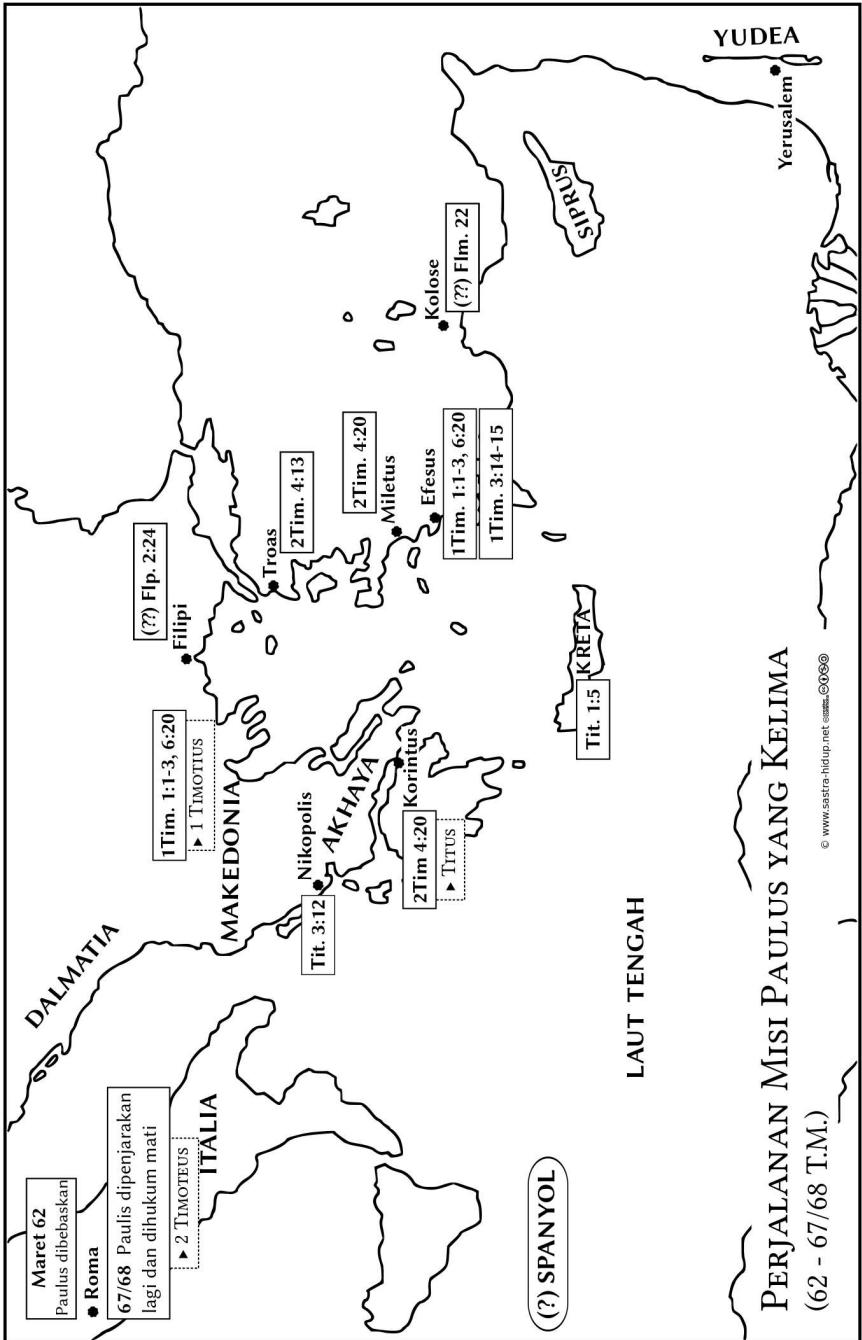 Maret 62
Paulus dibebaskan
Roma
67/68 Paulis dipenjarakan
lagi dan dihukum mati
▸ 2 TIMOTEUS
ITALIA
DALMATIA
1Tim. 1:1-3, 6:20
▸ 1 TIMOTIUS
MAKEDONIA
(??) Flp. 2:24
Filipi
Troas
2Tim. 4:13
Nikopolis
Tit. 3:12
AKHAYA
Korintus
2Tim 4:20
▸ TITUS
2Tim. 4:20
Miletus
Efesus
1Tim. 1:1-3, 6:20
1Tim. 3:14-15
Kolose
(??) Flm. 22
SIPRUS
YUDEA
Yerusalem
KRETA
Tit. 1:5
(?) SPANYOL
LAUT TENGAH
PERJALANAN MISI PAULUS YANG KELIMA
(62 - 67/68 T.M.)
© www.sastra-hidup.net